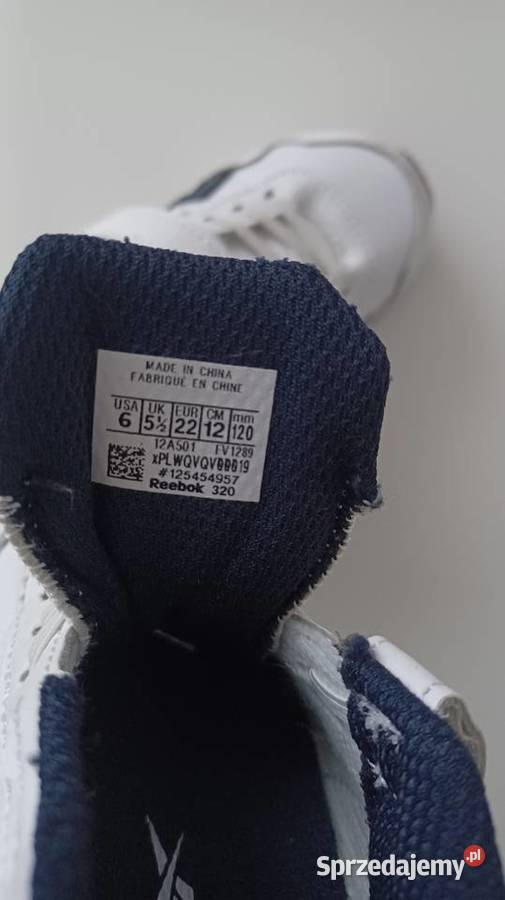 MADE IN CHINA
FABRIQUÉ EN CHINE
USA UK EUR CM mm
6 5½ 22 12 120
12A501 FV1289
#125454957
Reebok 320
Sprzedajemy.pl